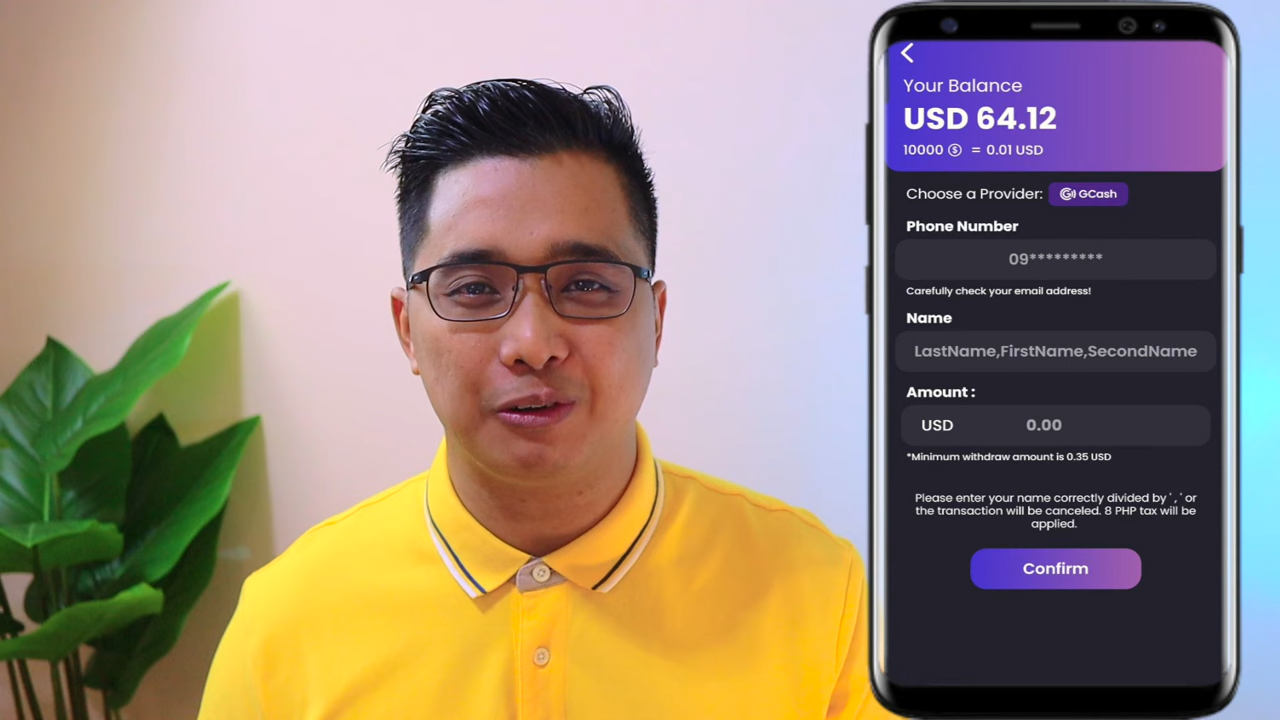 Your Balance
USD 64.12
10000 = 0.01 USD
Choose a Provider: GCash
Phone Number
09*********
Carefully check your email address!
Name
LastName,FirstName,SecondName
Amount :
USD 0.00
*Minimum withdraw amount is 0.35 USD
Please enter your name correctly divided by ' , ' or
the transaction will be canceled. 8 PHP tax will be
applied.
Confirm